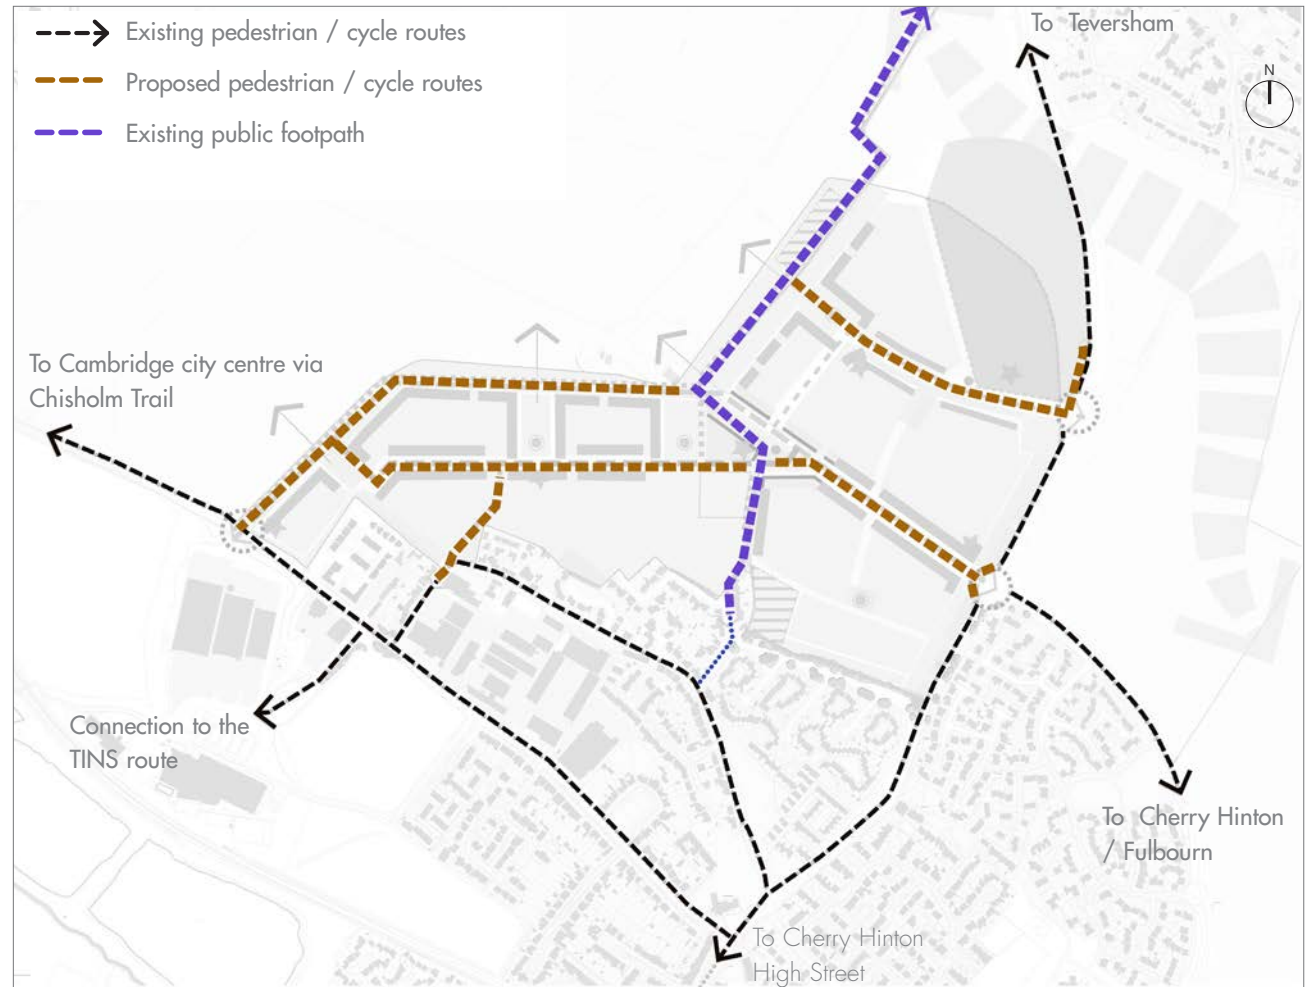 Existing pedestrian / cycle routes
Proposed pedestrian / cycle routes
Existing public footpath
To Teversham
N
To Cambridge city centre via
Chisholm Trail
Connection to the
TINS route
To Cherry Hinton
/ Fulbourn
To Cherry Hinton
High Street